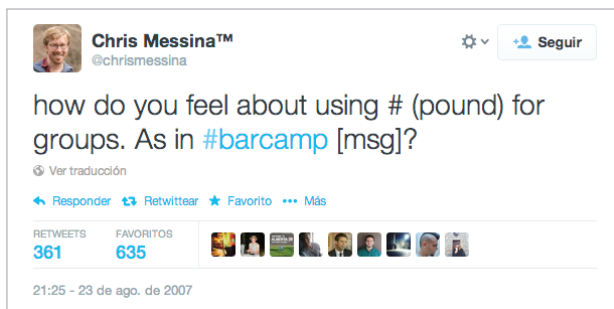 Chris Messina™
@chrismessina
Seguir
how do you feel about using # (pound) for
groups. As in #barcamp [msg]?
Ver traducción
Responder Retwittear Favorito Más
RETWEETS FAVORITOS
361 635
21:25 - 23 de ago. de 2007